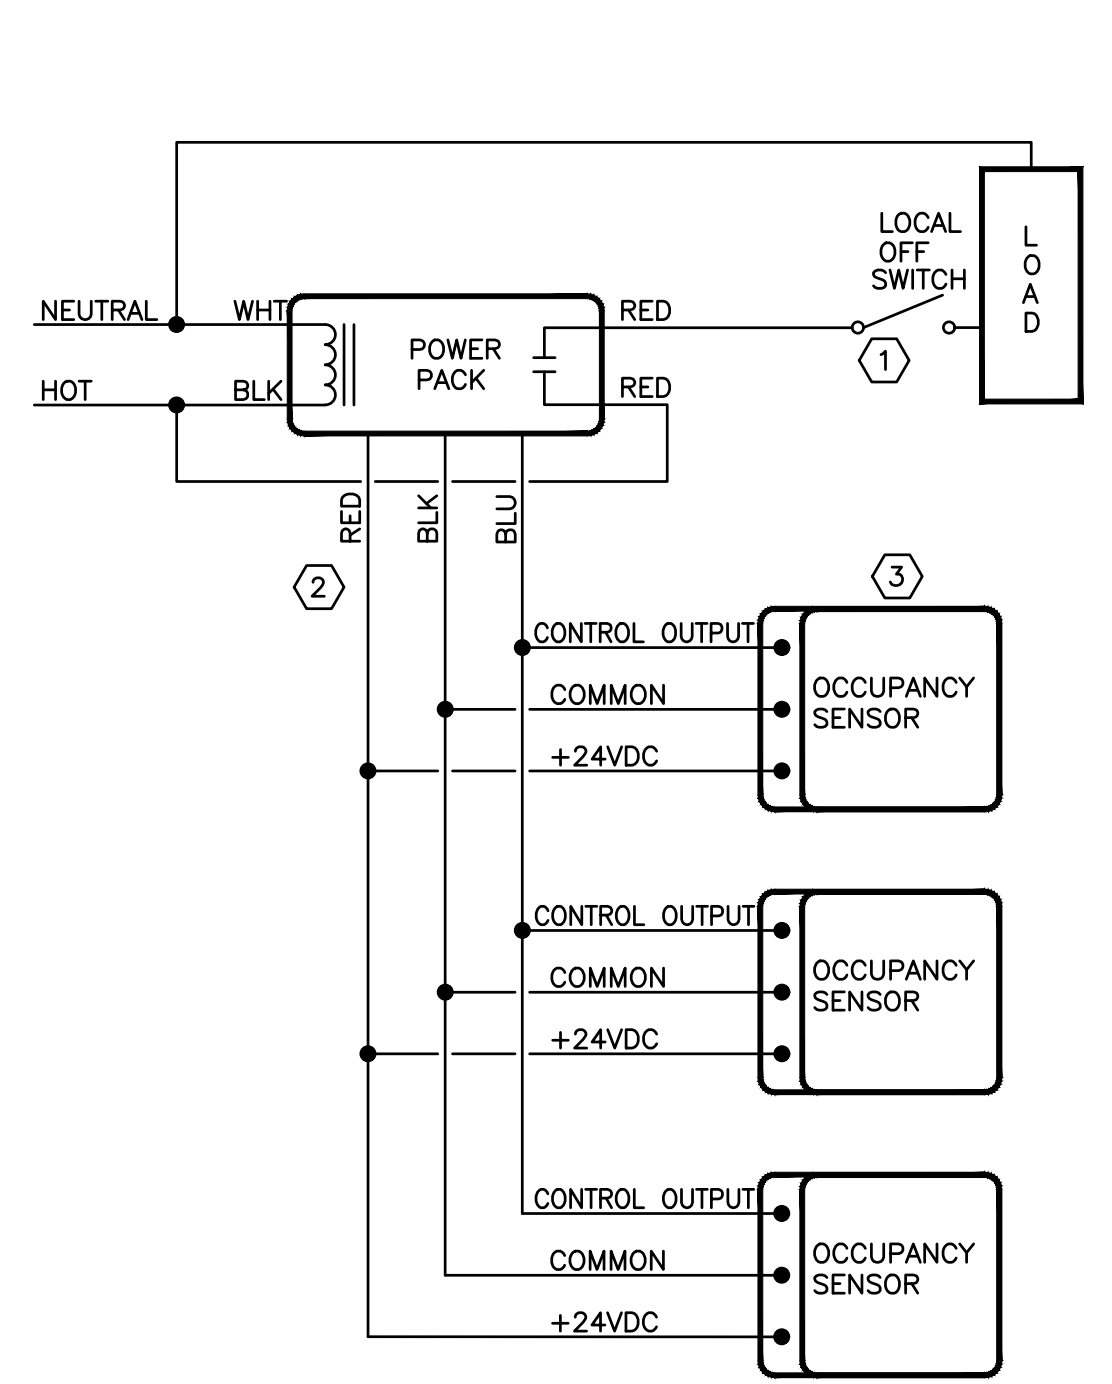 LOCAL
OFF
SWITCH
L
O
A
D
NEUTRAL
WHT
RED
POWER
PACK
1
HOT
BLK
RED
RED
BLK
BLU
2
3
CONTROL OUTPUT
COMMON
+24VDC
OCCUPANCY
SENSOR
CONTROL OUTPUT
COMMON
+24VDC
OCCUPANCY
SENSOR
CONTROL OUTPUT
COMMON
+24VDC
OCCUPANCY
SENSOR